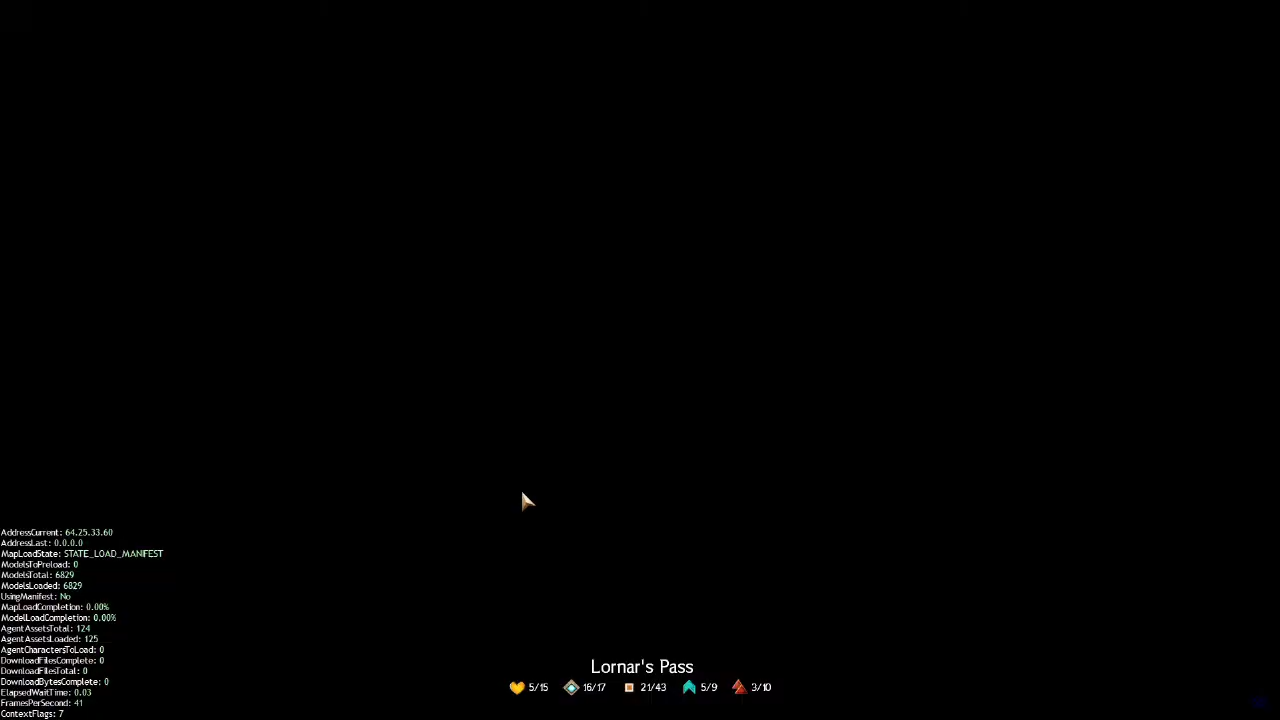 AddressCurrent: 64.25.33.60
AddressLast: 0.0.0.0
MapLoadState: STATE_LOAD_MANIFEST
ModelsToPreload: 0
ModelsTotal: 6829
ModelsLoaded: 6829
UsingManifest: No
MapLoadCompletion: 0.00%
ModelLoadCompletion: 0.00%
AgentAssetsTotal: 124
AgentAssetsLoaded: 125
AgentCharactersToLoad: 0
DownloadFilesComplete: 0
DownloadFilesTotal: 0
DownloadBytesComplete: 0
ElapsedWaitTime: 0.03
FramesPerSecond: 41
ContextFlags: 7
Lornar's Pass
5/15 16/17 21/43 5/9 3/10